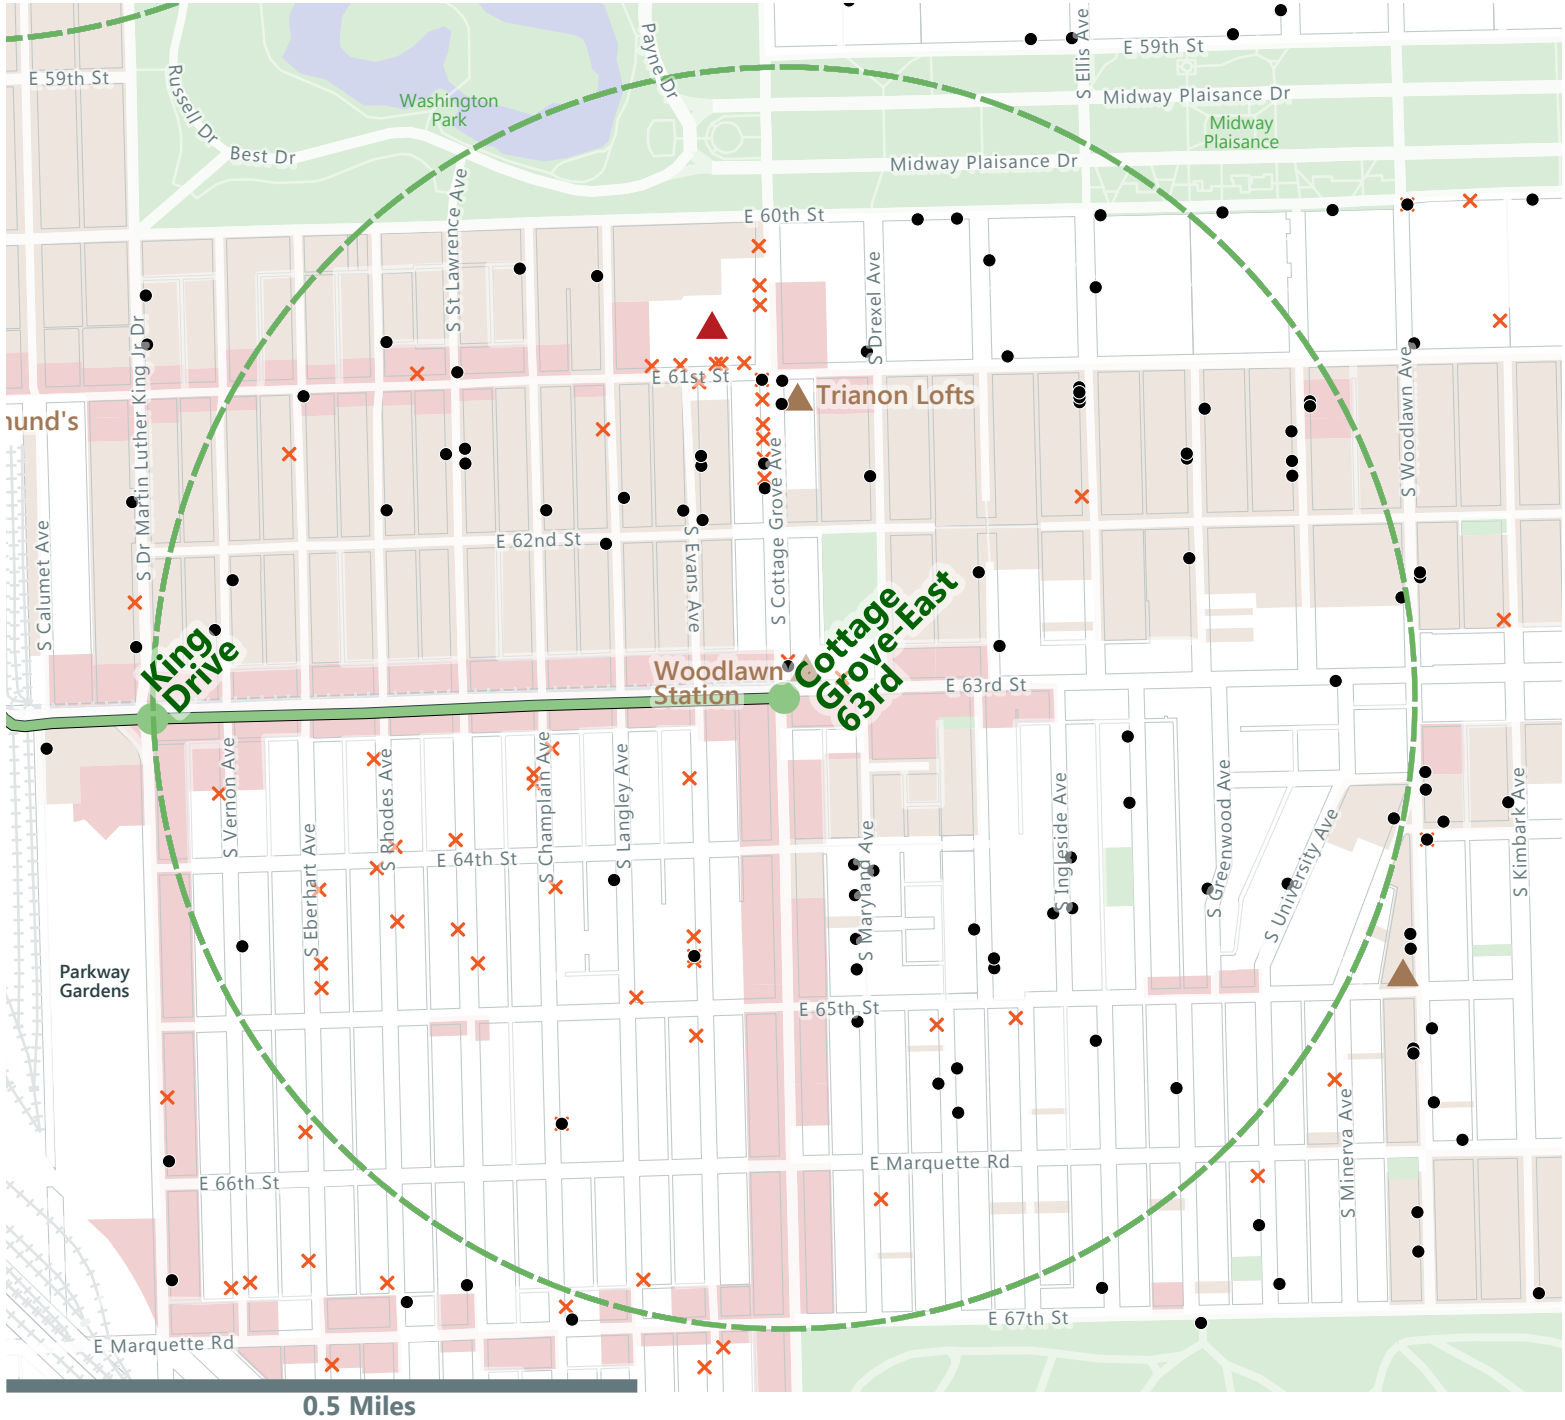 E 59th St
S Ellis Ave
E 59th St
Payne Dr
Russell Dr
Washington
Park
Midway Plaisance Dr
Midway
Plaisance
Best Dr
Midway Plaisance Dr
S St Lawrence Ave
E 60th St
S Drexel Ave
S Dr Martin Luther King Jr Dr
E 61st St
Trianon Lofts
S Woodlawn Ave
nund's
S Cottage Grove Ave
S Calumet Ave
E 62nd St
S Evans Ave
King
Drive
Woodlawn
Station
Cottage
Grove-East
63rd
E 63rd St
S Vernon Ave
S Rhodes Ave
S Champlain Ave
S Langley Ave
S Eberhart Ave
E 64th St
S Maryland Ave
S Ingleside Ave
S Greenwood Ave
S University Ave
S Kimbark Ave
Parkway
Gardens
E 65th St
S Minerva Ave
E Marquette Rd
E 66th St
E 67th St
E Marquette Rd
0.5 Miles